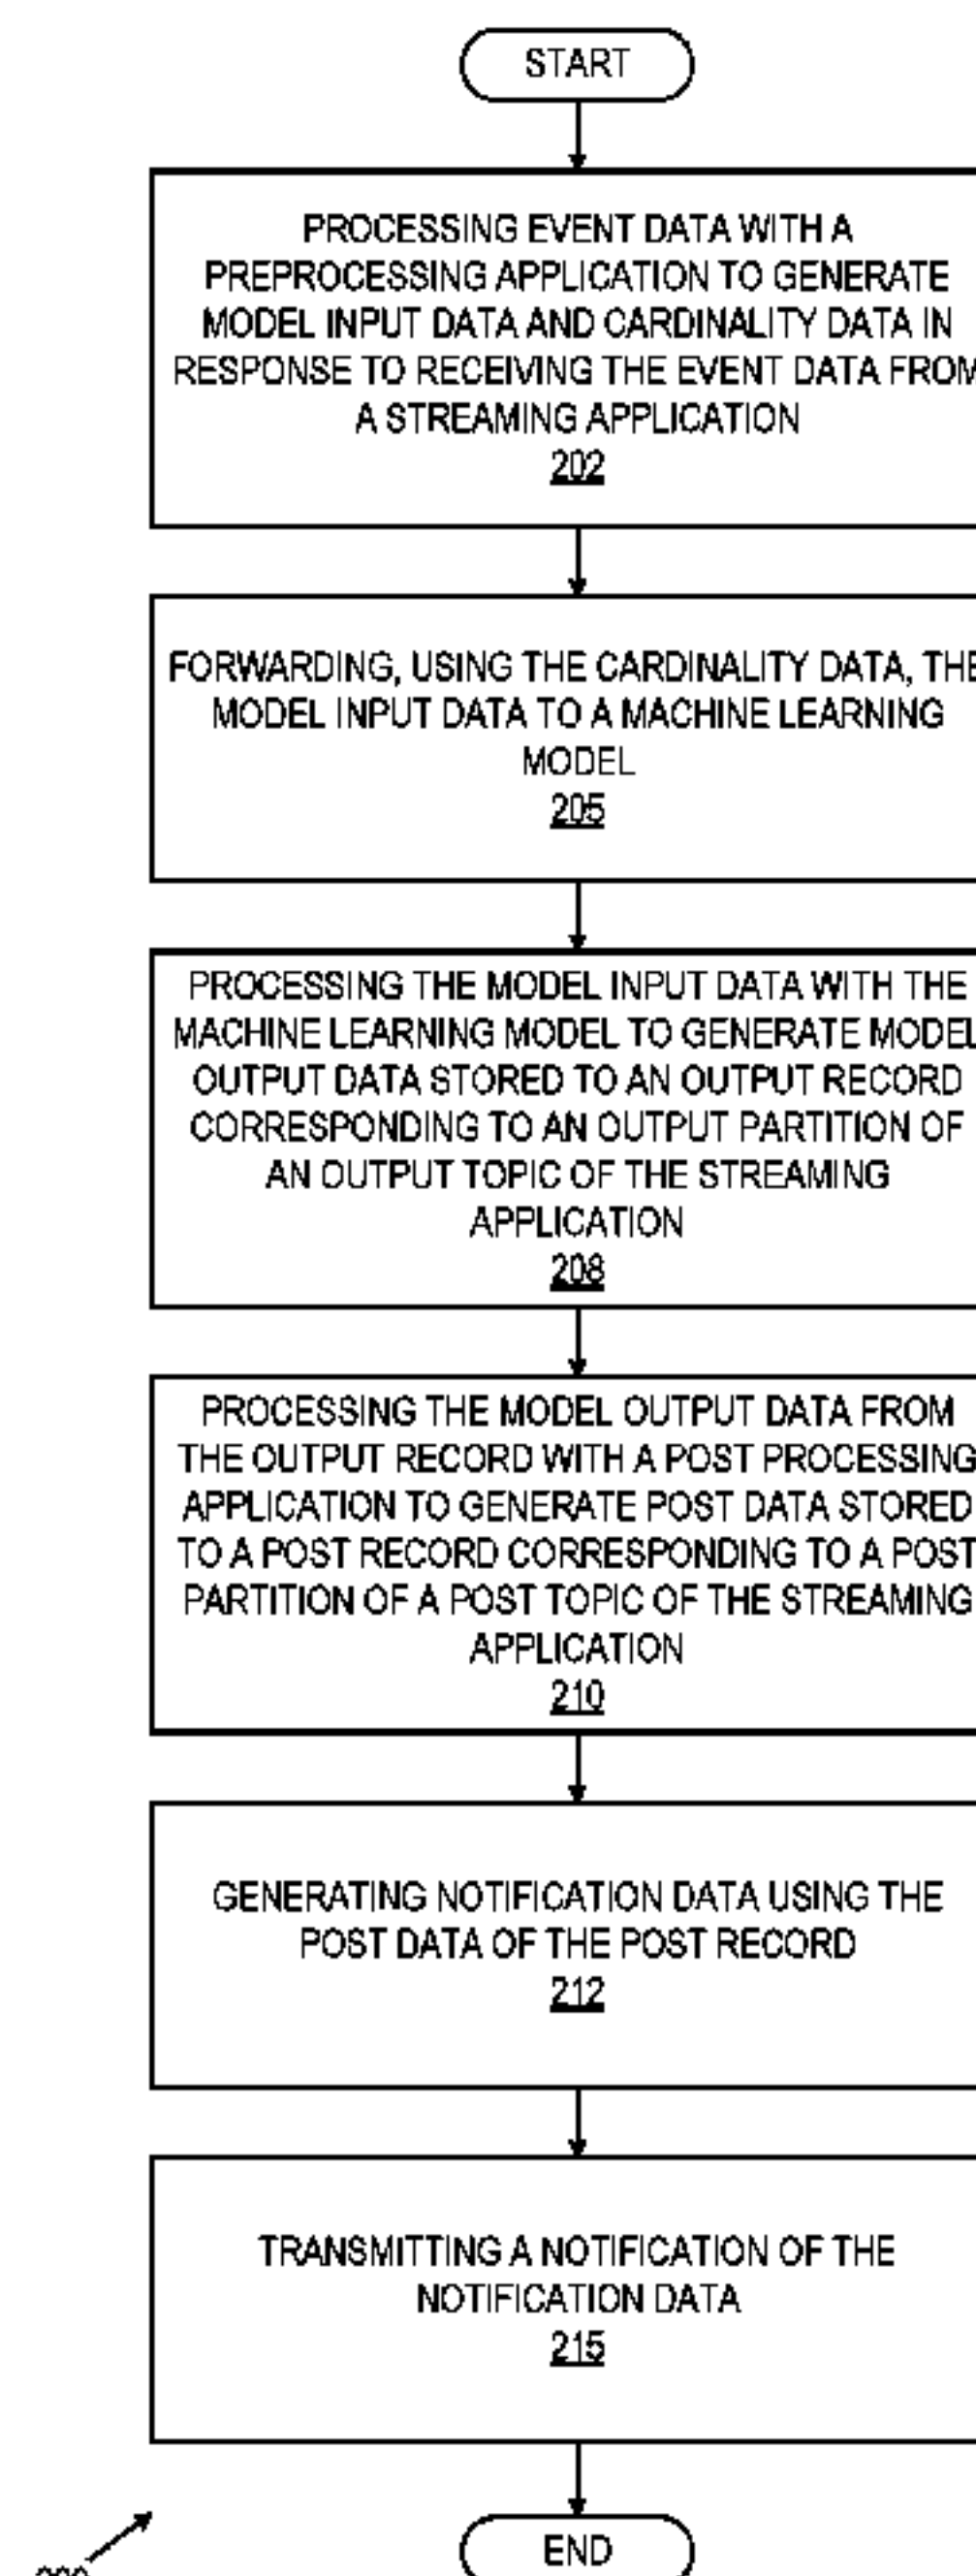 START
PROCESSING EVENT DATA WITH A
PREPROCESSING APPLICATION TO GENERATE
MODEL INPUT DATA AND CARDINALITY DATA IN
RESPONSE TO RECEIVING THE EVENT DATA FROM
A STREAMING APPLICATION
202
FORWARDING, USING THE CARDINALITY DATA, THE
MODEL INPUT DATA TO A MACHINE LEARNING
MODEL
205
PROCESSING THE MODEL INPUT DATA WITH THE
MACHINE LEARNING MODEL TO GENERATE MODEL
OUTPUT DATA STORED TO AN OUTPUT RECORD
CORRESPONDING TO AN OUTPUT PARTITION OF
AN OUTPUT TOPIC OF THE STREAMING
APPLICATION
208
PROCESSING THE MODEL OUTPUT DATA FROM
THE OUTPUT RECORD WITH A POST PROCESSING
APPLICATION TO GENERATE POST DATA STORED
TO A POST RECORD CORRESPONDING TO A POST
PARTITION OF A POST TOPIC OF THE STREAMING
APPLICATION
210
GENERATING NOTIFICATION DATA USING THE
POST DATA OF THE POST RECORD
212
TRANSMITTING A NOTIFICATION OF THE
NOTIFICATION DATA
215
END